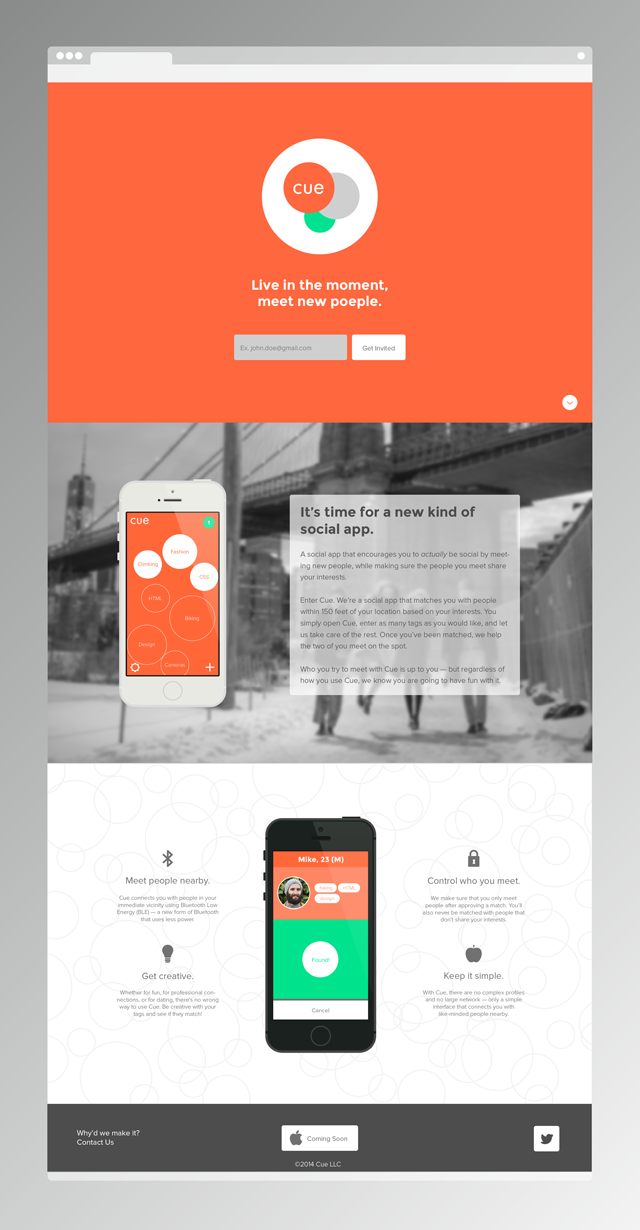 cue
Live in the moment,
meet new poeple.
Ex. john.doe@gmail.com
Get Invited
cue
Fashion
Climbing
CSS
HTML
Biking
Design
Cameras
It's time for a new kind of
social app.
A social app that encourages you to actually be social by meet-
ing new people, while making sure the people you meet share
your interests.
Enter Cue. We're a social app that matches you with people
within 150 feet of your location based on your interests. You
simply open Cue, enter as many tags as you would like, and let
us take care of the rest. Once you've been matched, we help
the two of you meet on the spot.
Who you try to meet with Cue is up to you — but regardless of
how you use Cue, we know you are going to have fun with it.
Meet people nearby.
Cue connects you with people in your
immediate vicinity using Bluetooth Low
Energy (BLE) — a new form of Bluetooth
that uses less power.
Get creative.
Whether for fun, for professional con-
nections, or for dating, there's no wrong
way to use Cue. Be creative with your
tags and see if they match!
Mike, 23 (M)
biking
HTML
design
Found!
Cancel
Control who you meet.
We make sure that you only meet
people after approving a match. You'll
also never be matched with people that
don't share your interests.
Keep it simple.
With Cue, there are no complex profiles
and no large network — only a simple
interface that connects you with
like-minded people nearby.
Why'd we make it?
Contact Us
Coming Soon
©2014 Cue LLC